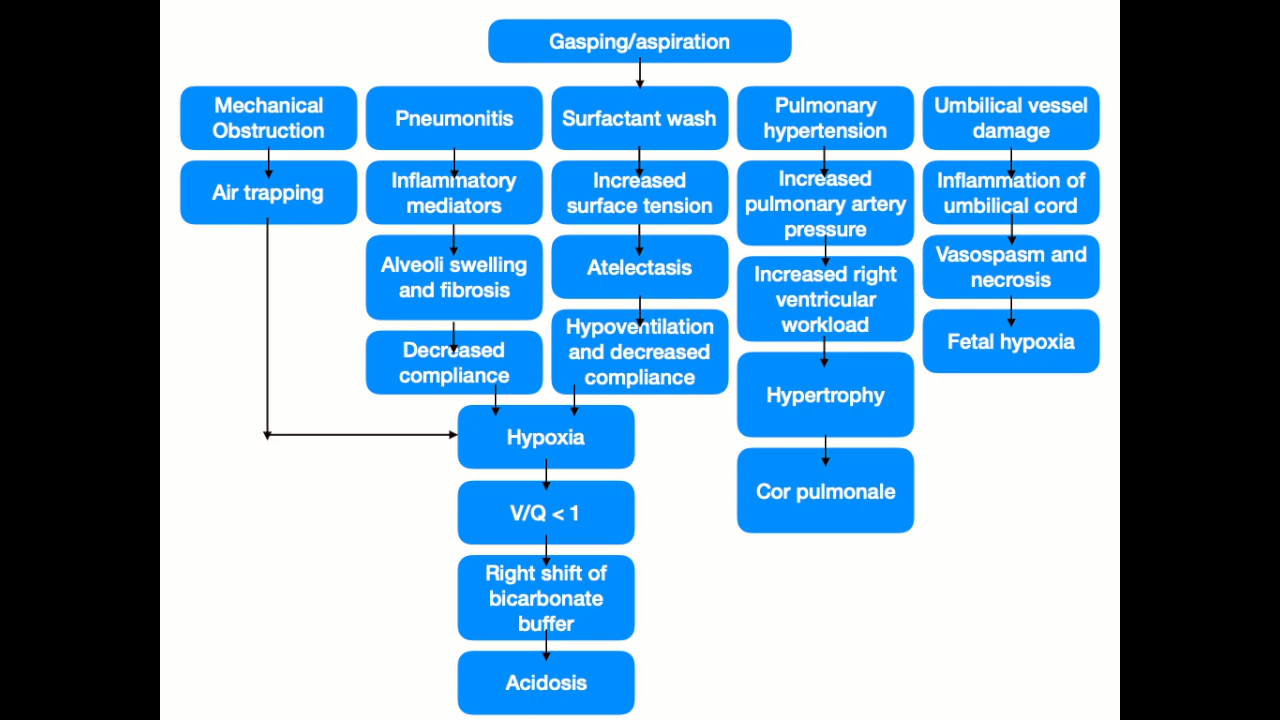 Gasping/aspiration
Mechanical
Obstruction
Pneumonitis
Surfactant wash
Pulmonary
hypertension
Umbilical vessel
damage
Air trapping
Inflammatory
mediators
Increased
surface tension
Increased
pulmonary artery
pressure
Inflammation of
umbilical cord
Alveoli swelling
and fibrosis
Atelectasis
Increased right
ventricular
workload
Vasospasm and
necrosis
Decreased
compliance
Hypoventilation
and decreased
compliance
Hypertrophy
Fetal hypoxia
Hypoxia
Cor pulmonale
V/Q < 1
Right shift of
bicarbonate
buffer
Acidosis